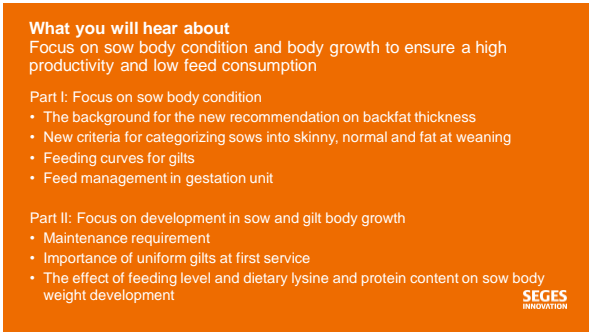 What you will hear about
Focus on sow body condition and body growth to ensure a high
productivity and low feed consumption
Part I: Focus on sow body condition
• The background for the new recommendation on backfat thickness
• New criteria for categorizing sows into skinny, normal and fat at weaning
• Feeding curves for gilts
• Feed management in gestation unit
Part II: Focus on development in sow and gilt body growth
• Maintenance requirement
• Importance of uniform gilts at first service
• The effect of feeding level and dietary lysine and protein content on sow body
weight development
SEGES
INNOVATION